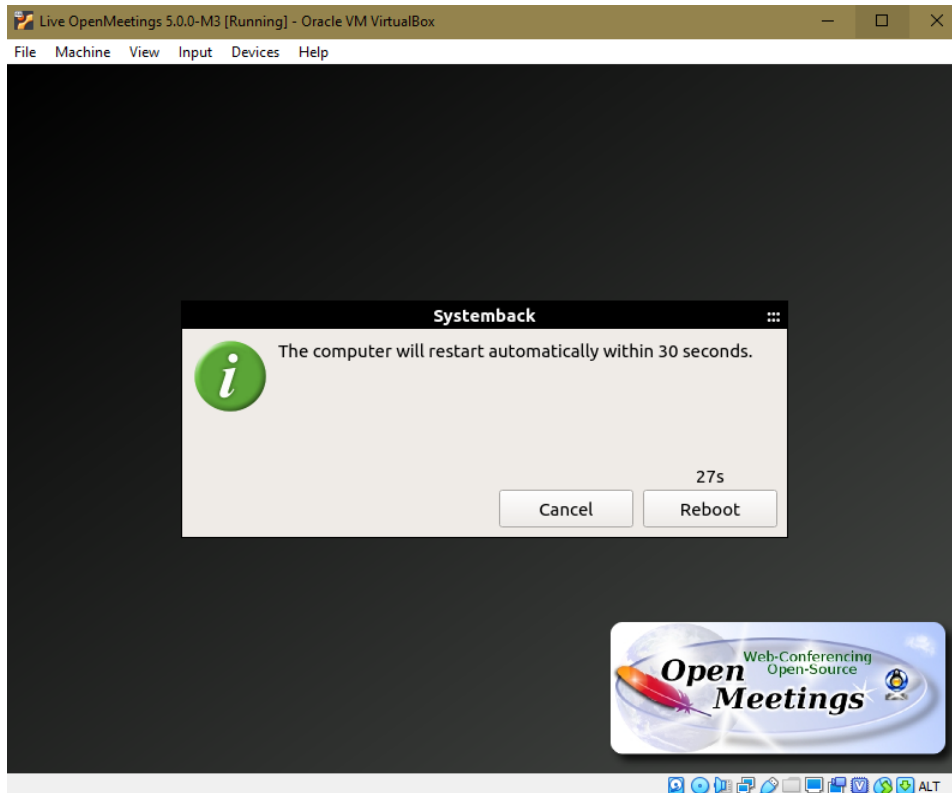 Live OpenMeetings 5.0.0-M3 [Running] - Oracle VM VirtualBox
File Machine View Input Devices Help
Systemback
The computer will restart automatically within 30 seconds.
27s
Cancel Reboot
Web-Conferencing
Open Open-Source
Meetings
ALT